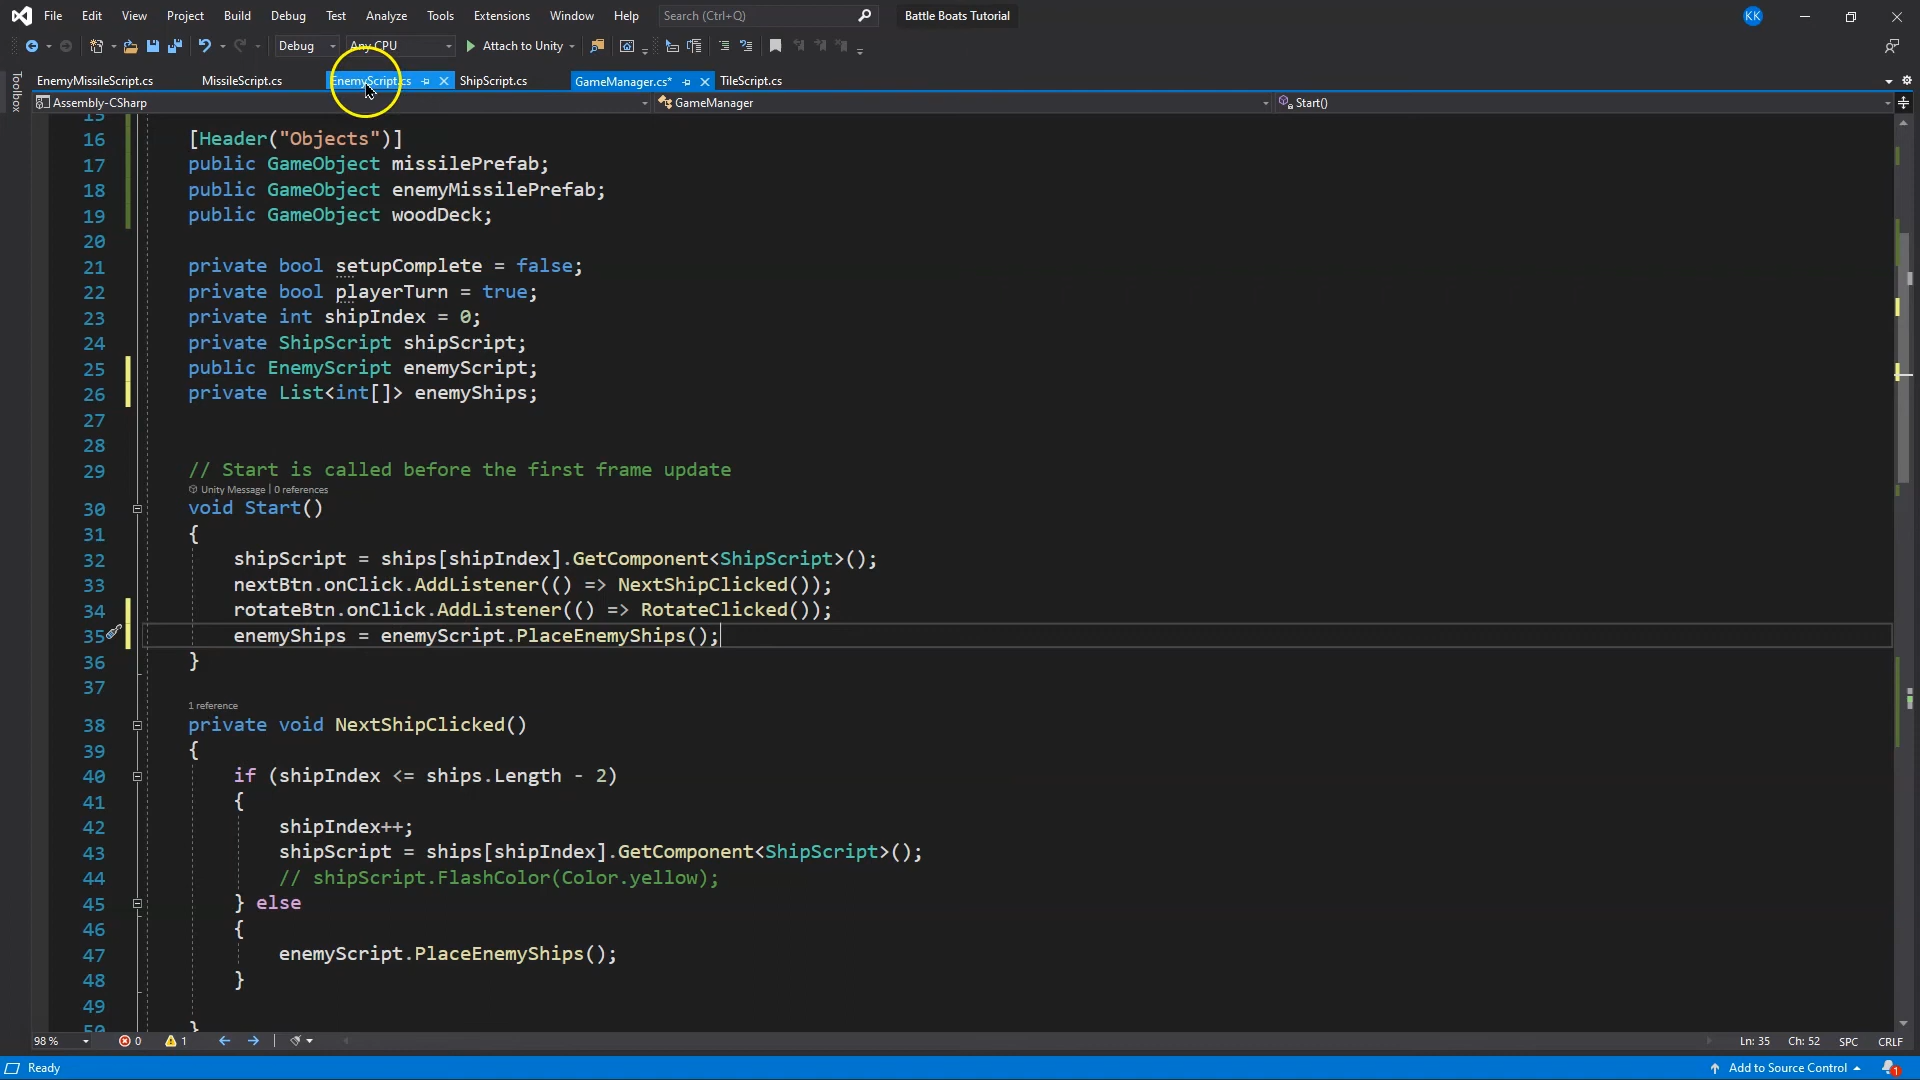 File Edit View Project Build Debug Test Analyze Tools Extensions Window Help Search (Ctrl+Q) Battle Boats Tutorial KK
Debug Any CPU Attach to Unity
Toolbox
EnemyMissileScript.cs MissileScript.cs EnemyScript.cs ShipScript.cs GameManager.cs* TileScript.cs
Assembly-CSharp GameManager Start()
15
16 [Header("Objects")]
17 public GameObject missilePrefab;
18 public GameObject enemyMissilePrefab;
19 public GameObject woodDeck;
20
21 private bool setupComplete = false;
22 private bool playerTurn = true;
23 private int shipIndex = 0;
24 private ShipScript shipScript;
25 public EnemyScript enemyScript;
26 private List<int[]> enemyShips;
27
28
29 // Start is called before the first frame update
Unity Message | 0 references
30 void Start()
31 {
32 shipScript = ships[shipIndex].GetComponent<ShipScript>();
33 nextBtn.onClick.AddListener(() => NextShipClicked());
34 rotateBtn.onClick.AddListener(() => RotateClicked());
35 enemyShips = enemyScript.PlaceEnemyShips();
36 }
37
1 reference
38 private void NextShipClicked()
39 {
40 if (shipIndex <= ships.Length - 2)
41 {
42 shipIndex++;
43 shipScript = ships[shipIndex].GetComponent<ShipScript>();
44 // shipScript.FlashColor(Color.yellow);
45 } else
46 {
47 enemyScript.PlaceEnemyShips();
48 }
49
50 }
98 % 0 1 Ln: 35 Ch: 52 SPC CRLF
Ready Add to Source Control 1